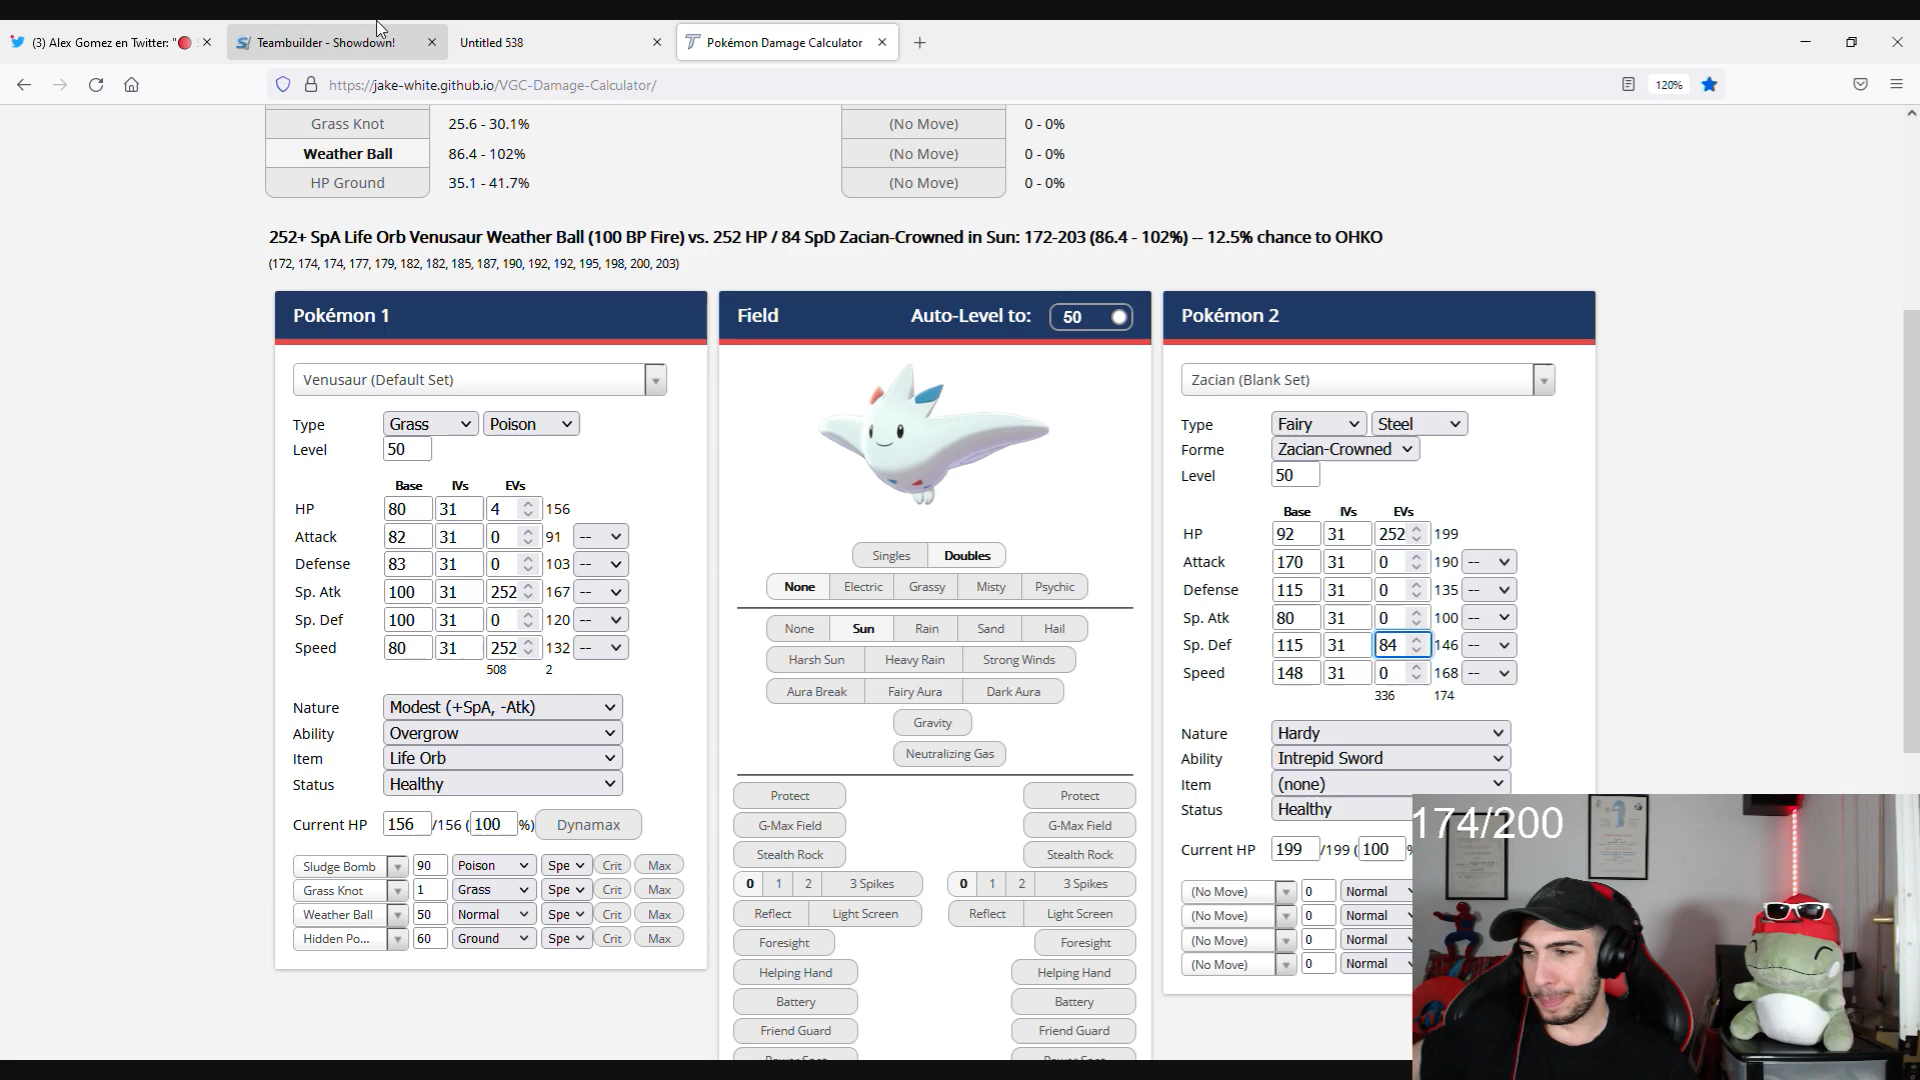 (3) Alex Gomez en Twitter: "🔴
Teambuilder - Showdown!
Untitled 538
Pokémon Damage Calculator
https://jake-white.github.io/VGC-Damage-Calculator/
120%
Grass Knot 25.6 - 30.1% (No Move) 0 - 0%
Weather Ball 86.4 - 102% (No Move) 0 - 0%
HP Ground 35.1 - 41.7% (No Move) 0 - 0%
252+ SpA Life Orb Venusaur Weather Ball (100 BP Fire) vs. 252 HP / 84 SpD Zacian-Crowned in Sun: 172-203 (86.4 - 102%) -- 12.5% chance to OHKO
(172, 174, 174, 177, 179, 182, 182, 185, 187, 190, 192, 192, 195, 198, 200, 203)
Pokémon 1
Venusaur (Default Set)
Type Grass Poison
Level 50
Base IVs EVs
HP 80 31 4 156
Attack 82 31 0 91 --
Defense 83 31 0 103 --
Sp. Atk 100 31 252 167 --
Sp. Def 100 31 0 120 --
Speed 80 31 252 132 --
508 2
Nature Modest (+SpA, -Atk)
Ability Overgrow
Item Life Orb
Status Healthy
Current HP 156 /156 ( 100 %) Dynamax
Sludge Bomb 90 Poison Spe Crit Max
Grass Knot 1 Grass Spe Crit Max
Weather Ball 50 Normal Spe Crit Max
Hidden Po... 60 Ground Spe Crit Max
Field Auto-Level to: 50
Singles Doubles
None Electric Grassy Misty Psychic
None Sun Rain Sand Hail
Harsh Sun Heavy Rain Strong Winds
Aura Break Fairy Aura Dark Aura
Gravity
Neutralizing Gas
Protect Protect
G-Max Field G-Max Field
Stealth Rock Stealth Rock
0 1 2 3 Spikes 0 1 2 3 Spikes
Reflect Light Screen Reflect Light Screen
Foresight Foresight
Helping Hand Helping Hand
Battery Battery
Friend Guard Friend Guard
Pokémon 2
Zacian (Blank Set)
Type Fairy Steel
Forme Zacian-Crowned
Level 50
Base IVs EVs
HP 92 31 252 199
Attack 170 31 0 190 --
Defense 115 31 0 135 --
Sp. Atk 80 31 0 100 --
Sp. Def 115 31 84 146 --
Speed 148 31 0 168 --
336 174
Nature Hardy
Ability Intrepid Sword
Item (none)
Status Healthy
Current HP 199 /199 ( 100
(No Move) 0 Normal
(No Move) 0 Normal
(No Move) 0 Normal
(No Move) 0 Normal
174/200